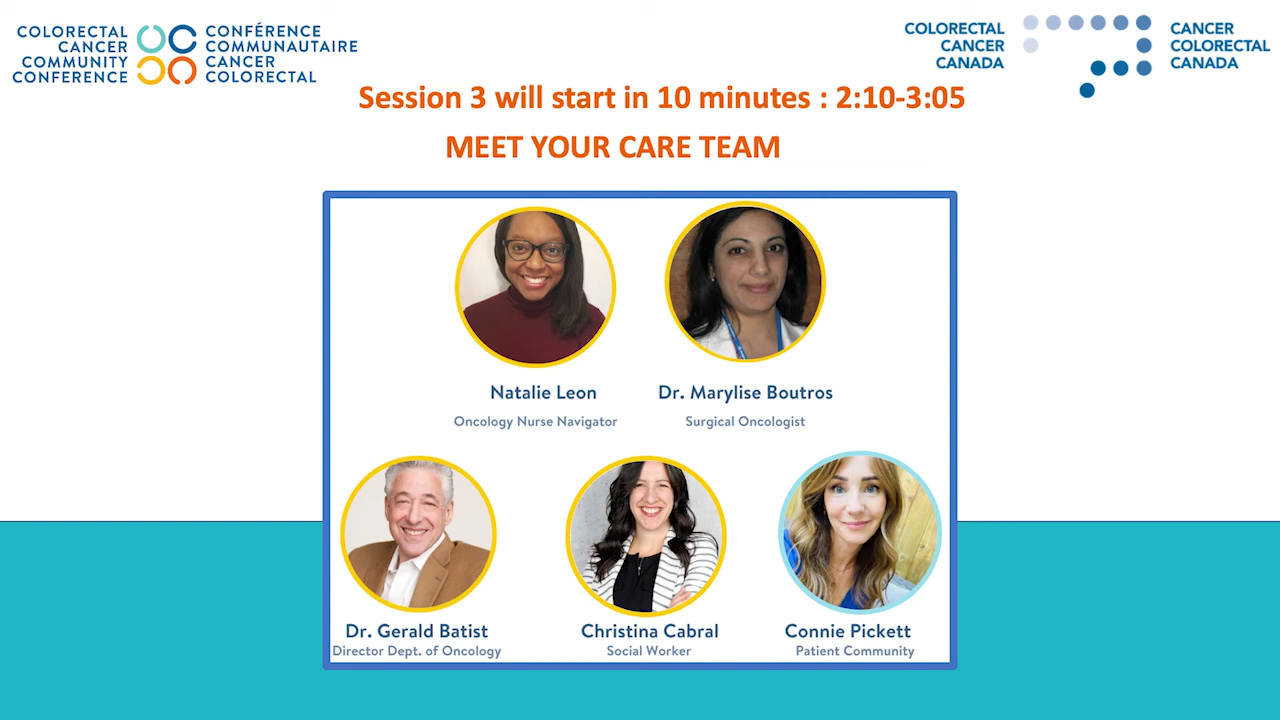 COLORECTAL
CANCER
COMMUNITY
CONFERENCE
CONFÉRENCE
COMMUNAUTAIRE
CANCER
COLORECTAL
COLORECTAL
CANCER
CANADA
CANCER
COLORECTAL
CANADA
Session 3 will start in 10 minutes : 2:10-3:05
MEET YOUR CARE TEAM
Natalie Leon
Oncology Nurse Navigator
Dr. Marylise Boutros
Surgical Oncologist
Dr. Gerald Batist
Director Dept. of Oncology
Christina Cabral
Social Worker
Connie Pickett
Patient Community